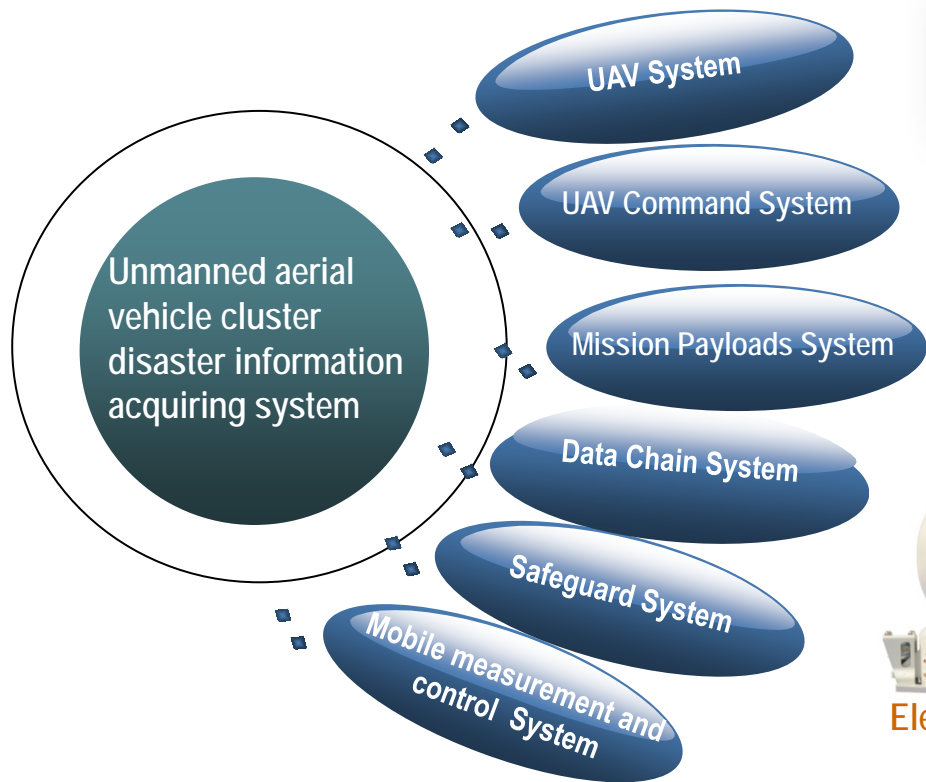 UAV System
UAV Command System
Unmanned aerial
vehicle cluster
disaster information
acquiring system
Mission Payloads System
Data Chain System
Safeguard System
Mobile measurement and
control System
Ele